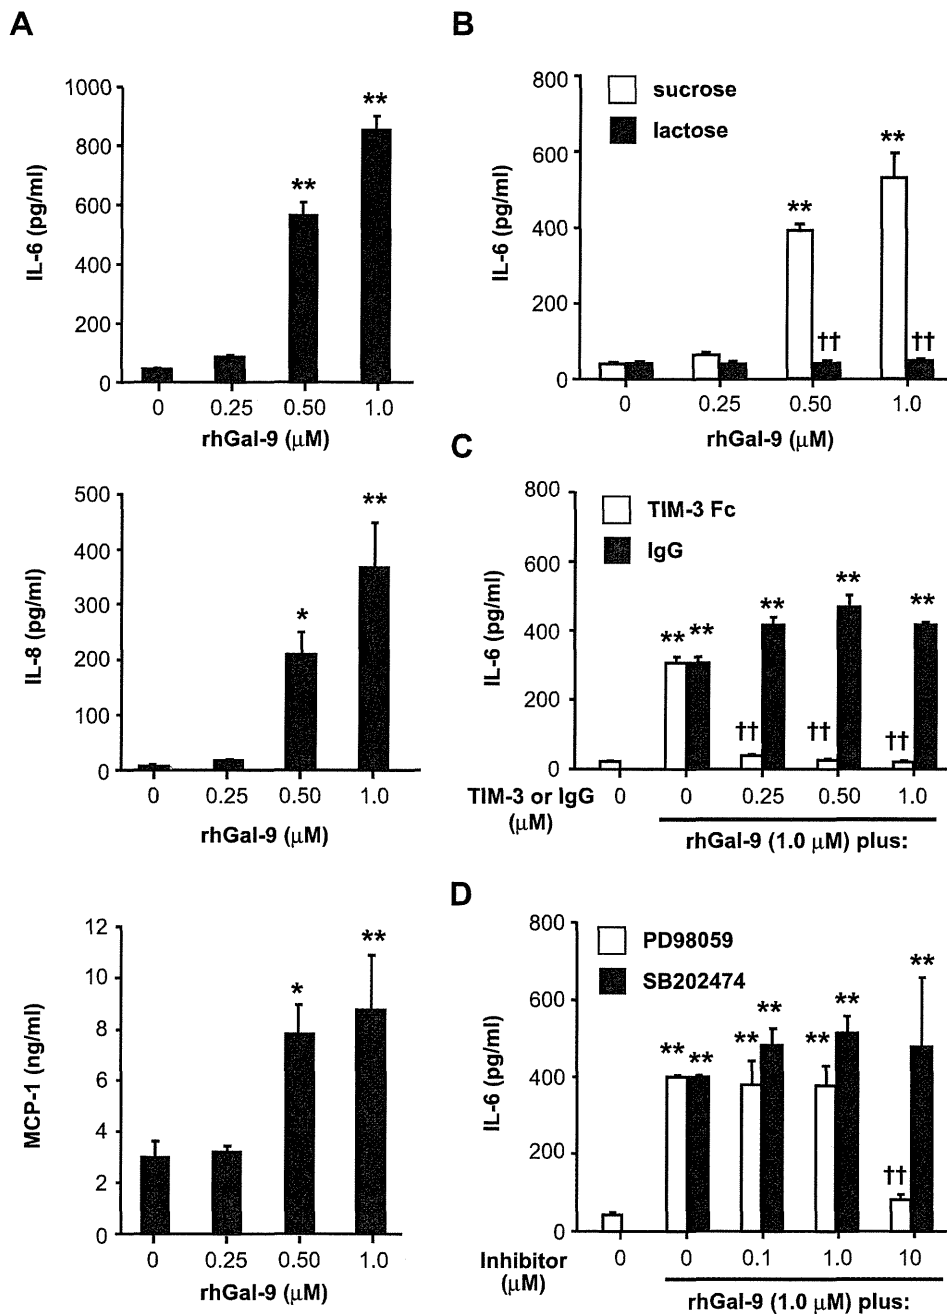 A
1000
800
600
400
200
0
IL-6 (pg/ml)
**
**
0 0.25 0.50 1.0
rhGal-9 (μM)
500
400
300
200
100
0
IL-8 (pg/ml)
*
**
0 0.25 0.50 1.0
rhGal-9 (μM)
12
10
8
6
4
2
0
MCP-1 (ng/ml)
*
**
0 0.25 0.50 1.0
rhGal-9 (μM)
B
800
600
400
200
0
IL-6 (pg/ml)
sucrose
lactose
**
**
††
††
0 0.25 0.50 1.0
rhGal-9 (μM)
C
800
600
400
200
0
IL-6 (pg/ml)
TIM-3 Fc
IgG
** ** ** ** **
†† †† ††
TIM-3 or IgG 0 0 0.25 0.50 1.0
(μM)
rhGal-9 (1.0 μM) plus:
D
800
600
400
200
0
IL-6 (pg/ml)
PD98059
SB202474
** ** ** ** ** ** **
††
Inhibitor 0 0 0.1 1.0 10
(μM)
rhGal-9 (1.0 μM) plus: